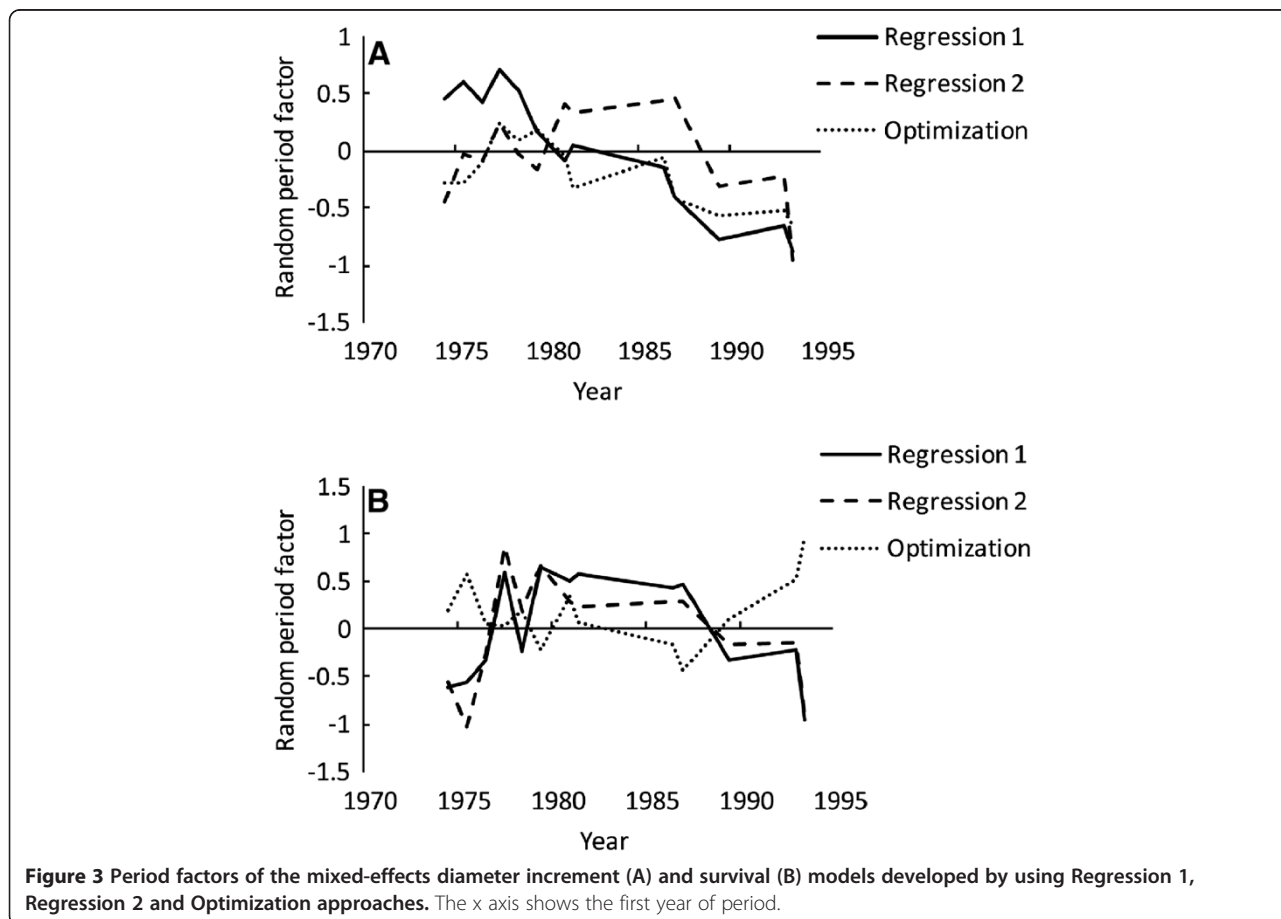 A
Regression 1
Regression 2
Optimization
Random period factor
1
0.5
0
-0.5
-1
-1.5
1970 1975 1980 1985 1990 1995
Year
B
Regression 1
Regression 2
Optimization
Random period factor
1.5
1
0.5
0
-0.5
-1
-1.5
1970 1975 1980 1985 1990 1995
Year
Figure 3 Period factors of the mixed-effects diameter increment (A) and survival (B) models developed by using Regression 1,
Regression 2 and Optimization approaches. The x axis shows the first year of period.